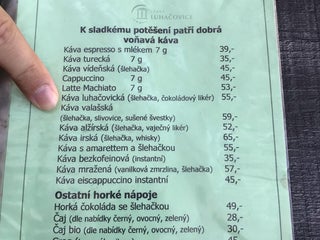 LUHAČOVICE
K sladkému potěšení patří dobrá
voňavá káva
Káva espresso s mlékem 7 g 39,-
Káva turecká 7 g 35,-
Káva vídeňská (šlehačka) 45,-
Cappuccino 7 g 45,-
Latte Machiato 7 g 53,-
Káva luhačovická (šlehačka, čokoládový likér) 55,-
Káva valašská
(šlehačka, slivovice, sušené švestky) 59,-
Káva alžírská (šlehačka, vaječný likér) 52,-
Káva irská (šlehačka, whisky) 65,-
Káva s amarettem a šlehačkou 55,-
Káva bezkofeinová (instantní) 35,-
Káva mražená (vanilková zmrzlina, šlehačka) 57,-
Káva eiscappuccino instantní 45,-
Ostatní horké nápoje
Horká čokoláda se šlehačkou 49,-
Čaj (dle nabídky černý, ovocný, zelený) 28,-
Čaj bio (dle nabídky černý, ovocný, zelený) 30,-